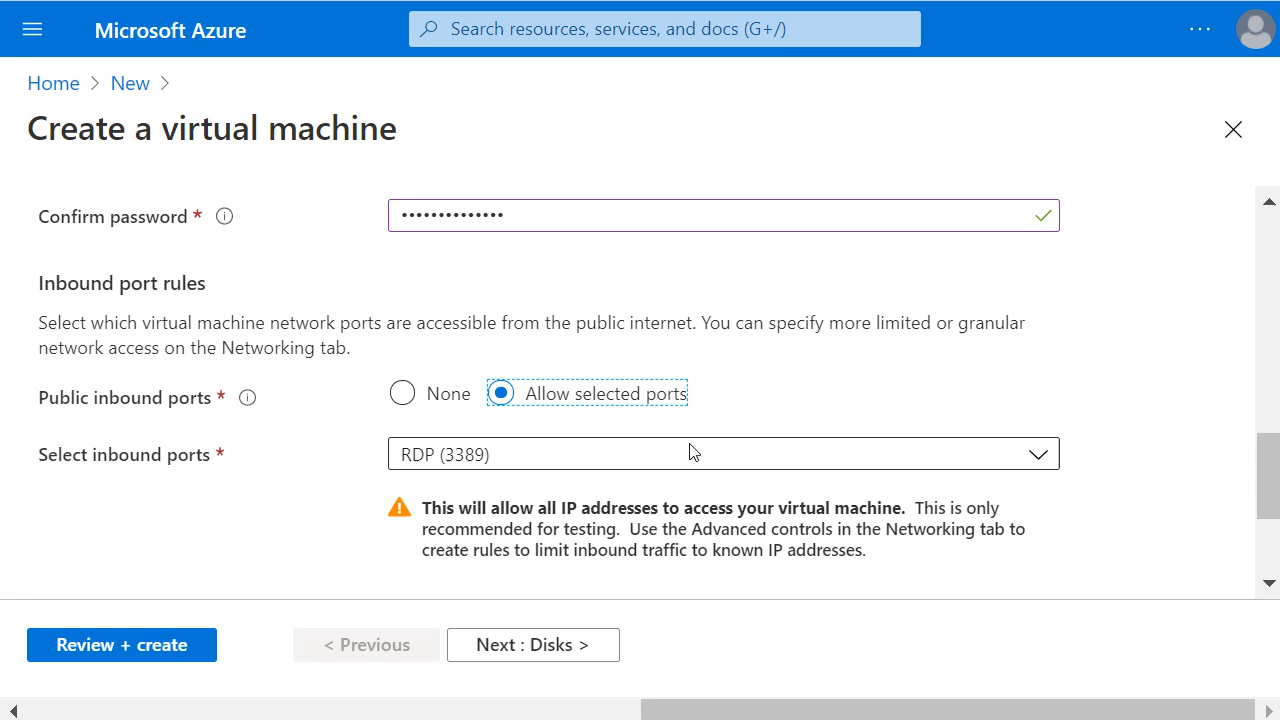 Microsoft Azure
Search resources, services, and docs (G+/)
...
Home > New >
Create a virtual machine
Confirm password *
••••••••••••••
Inbound port rules
Select which virtual machine network ports are accessible from the public internet. You can specify more limited or granular
network access on the Networking tab.
Public inbound ports *
None
Allow selected ports
Select inbound ports *
RDP (3389)
This will allow all IP addresses to access your virtual machine. This is only
recommended for testing. Use the Advanced controls in the Networking tab to
create rules to limit inbound traffic to known IP addresses.
Review + create
< Previous
Next : Disks >